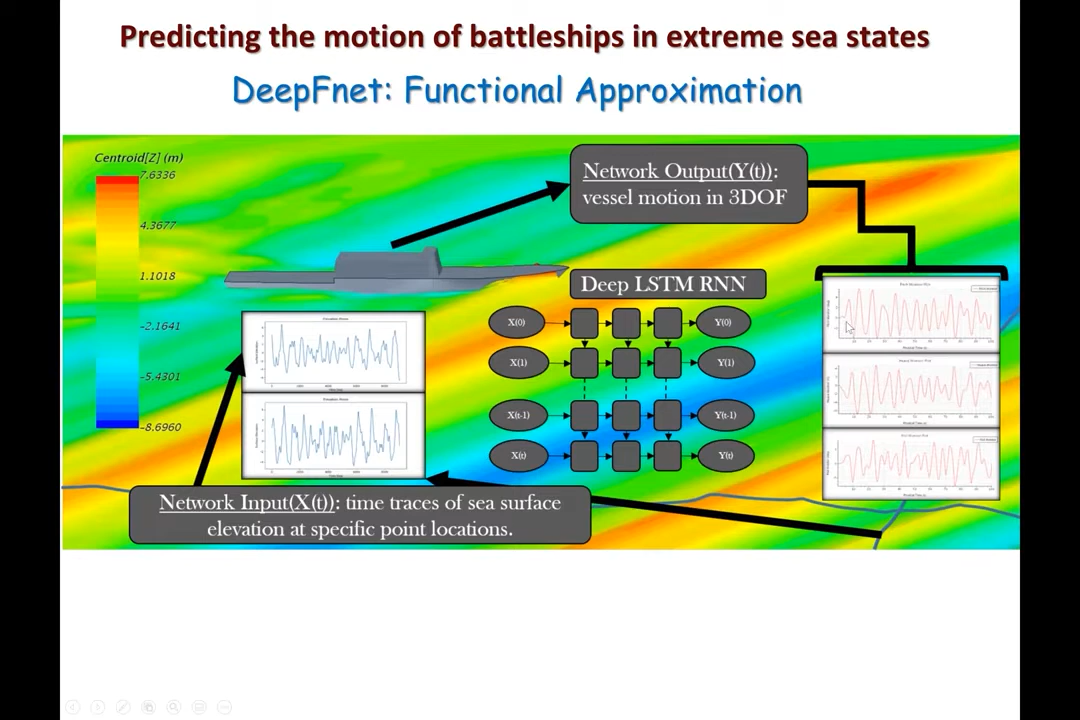 Predicting the motion of battleships in extreme sea states
DeepFnet: Functional Approximation
Centroid[Z] (m)
7.6336
4.3677
1.1018
-2.1641
-5.4301
-8.6960
Network Output(Y(t)):
vessel motion in 3DOF
Deep LSTM RNN
X(0)
Y(0)
X(1)
Y(1)
X(t-1)
Y(t-1)
X(t)
Y(t)
Network Input(X(t)): time traces of sea surface
elevation at specific point locations.